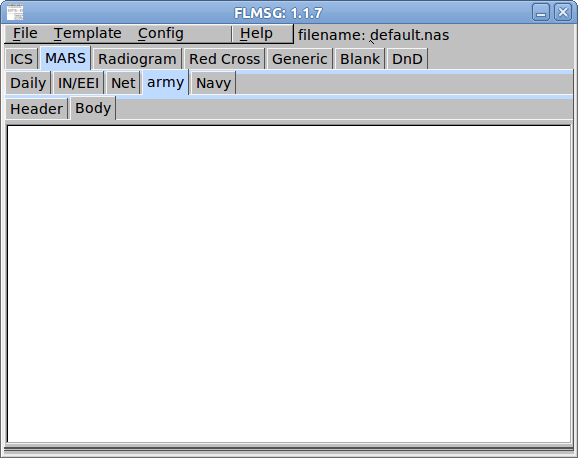 FLMSG: 1.1.7
File Template Config Help filename: default.nas
ICS MARS Radiogram Red Cross Generic Blank DnD
Daily IN/EEI Net army Navy
Header Body